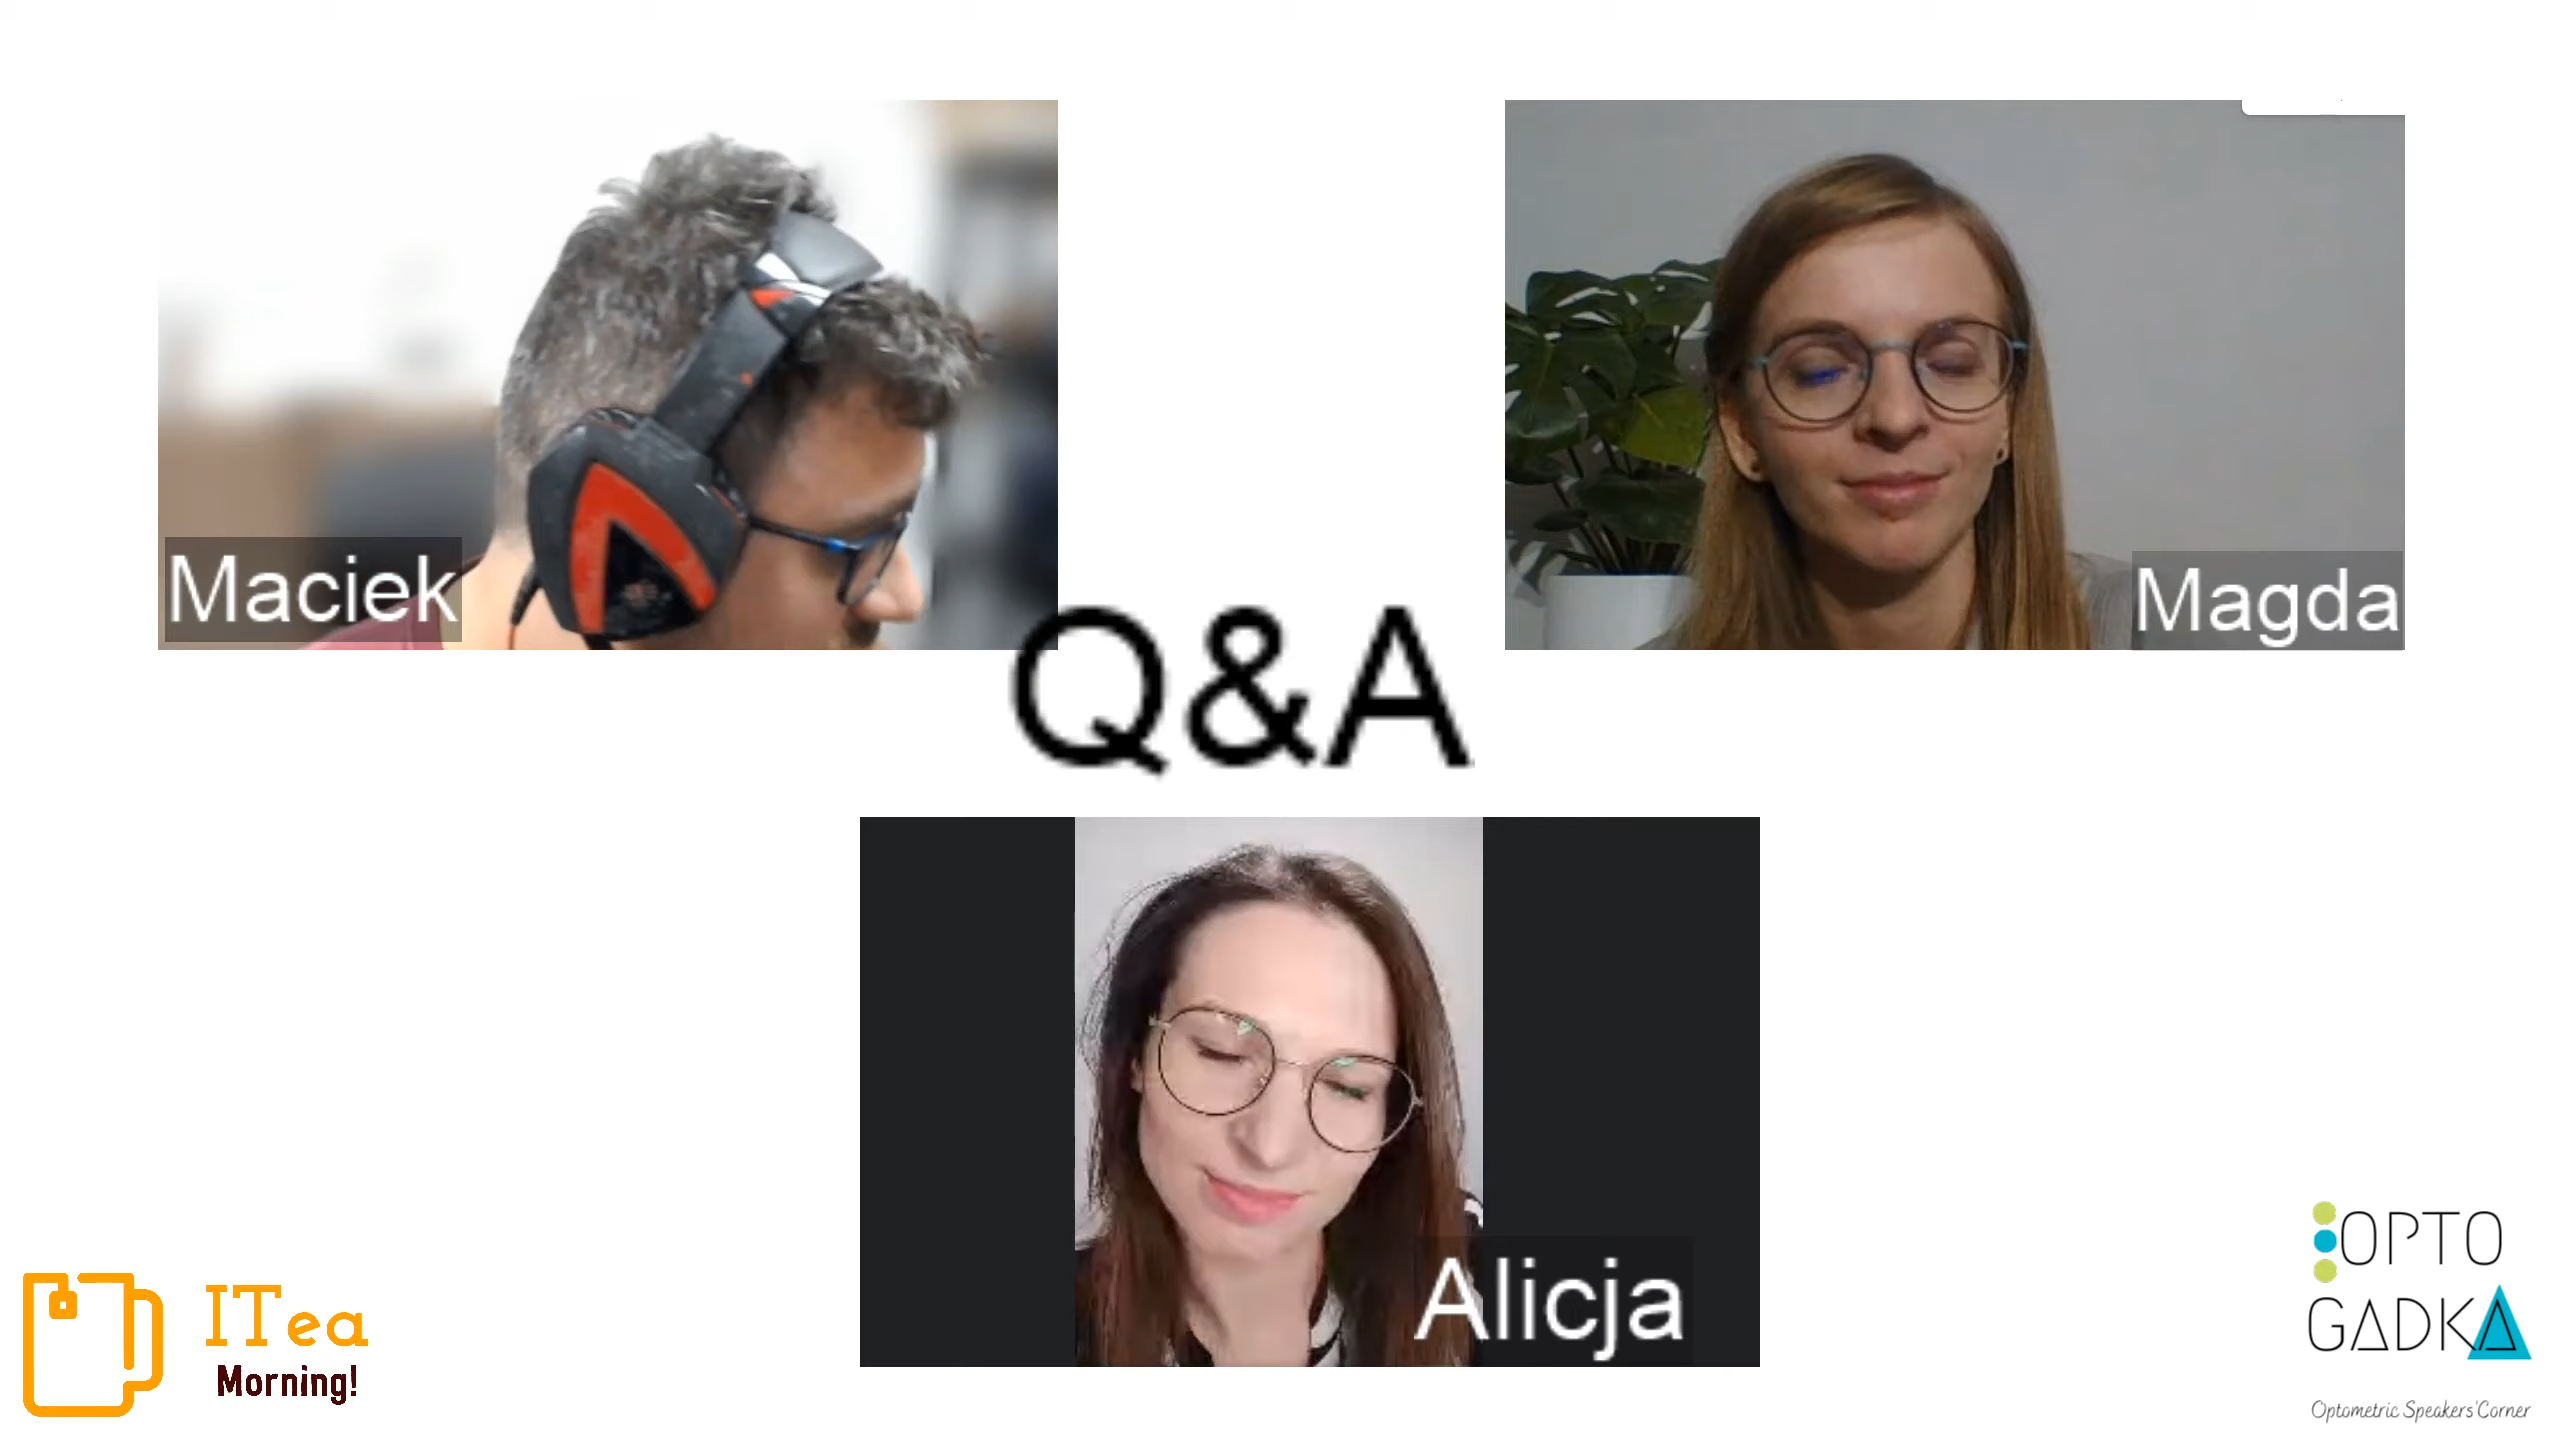 Maciek
Magda
Q&A
Alicja
ITea
Morning!
OPTO
GADKA
Optometric Speakers'Corner